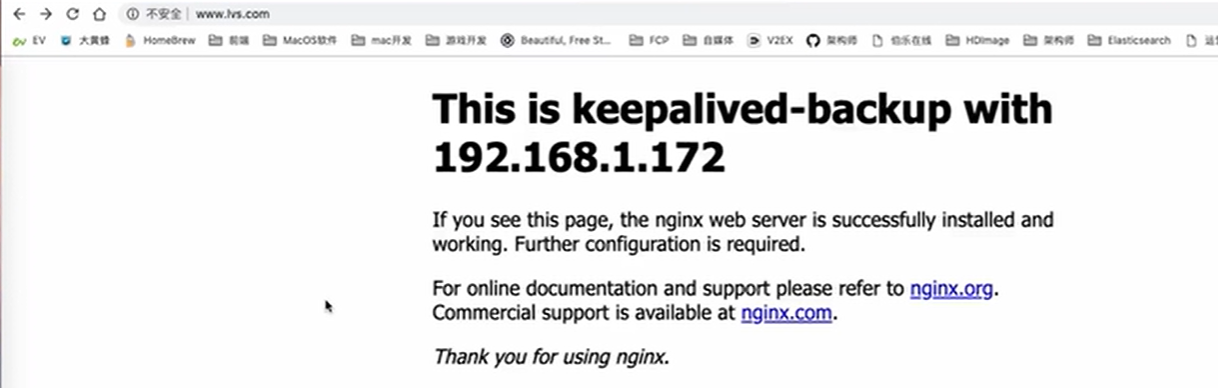 不安全 | www.lvs.com
EV 大黄蜂 HomeBrew 前端 MacOS软件 mac开发 游戏开发 Beautiful, Free St... FCP 自媒体 V2EX 架构师 伯乐在线 HDImage 架构师 Elasticsearch
This is keepalived-backup with
192.168.1.172
If you see this page, the nginx web server is successfully installed and
working. Further configuration is required.
For online documentation and support please refer to nginx.org.
Commercial support is available at nginx.com.
Thank you for using nginx.